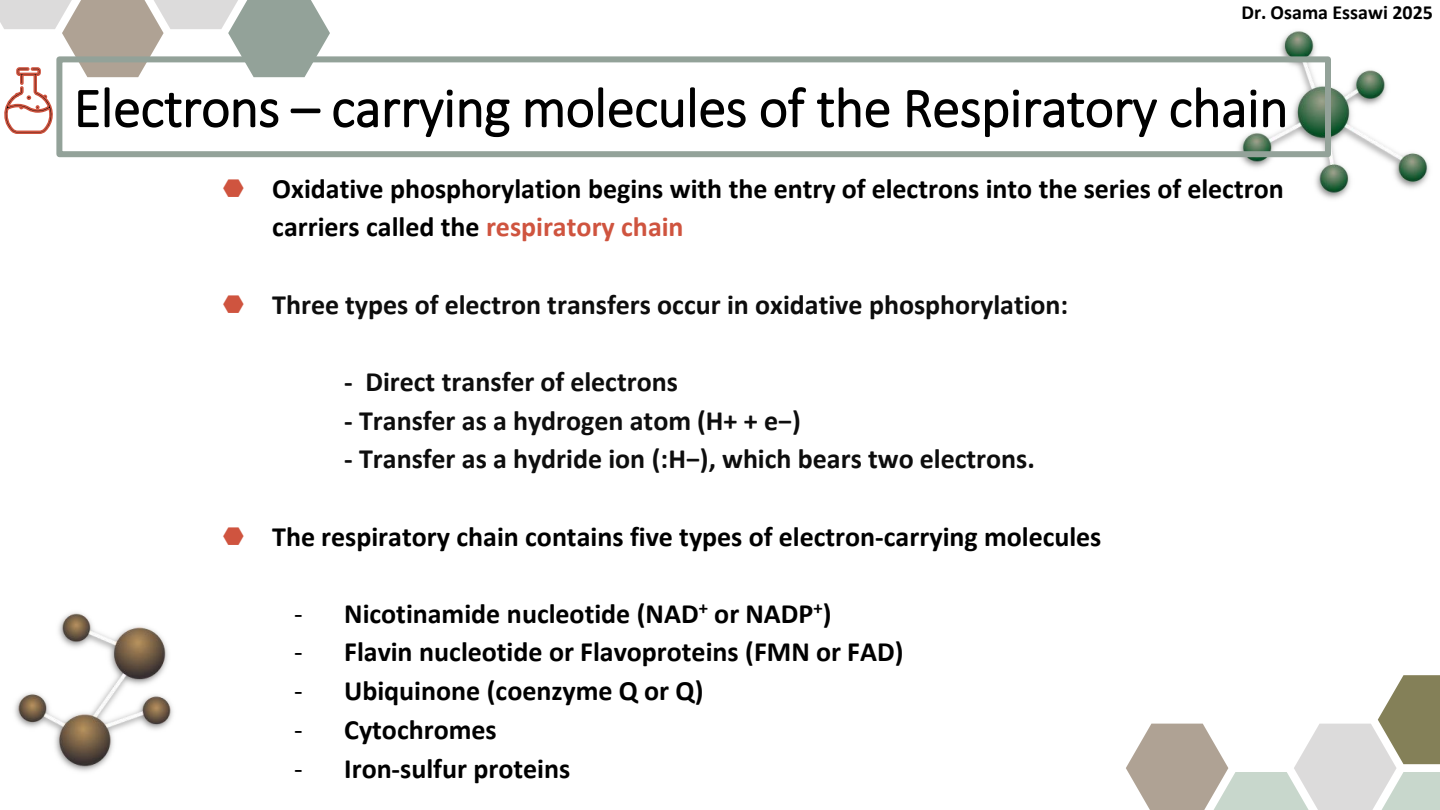 Dr. Osama Essawi 2025
Electrons – carrying molecules of the Respiratory chain
Oxidative phosphorylation begins with the entry of electrons into the series of electron
carriers called the respiratory chain
Three types of electron transfers occur in oxidative phosphorylation:
- Direct transfer of electrons
- Transfer as a hydrogen atom (H+ + e−)
- Transfer as a hydride ion (:H−), which bears two electrons.
The respiratory chain contains five types of electron-carrying molecules
- Nicotinamide nucleotide (NAD⁺ or NADP⁺)
- Flavin nucleotide or Flavoproteins (FMN or FAD)
- Ubiquinone (coenzyme Q or Q)
- Cytochromes
- Iron-sulfur proteins